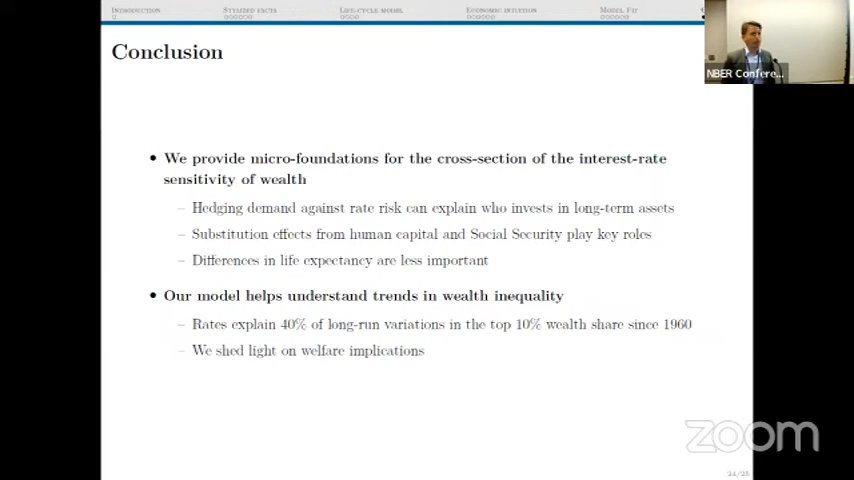 Introduction Stylized facts Life-cycle model Economic intuition Model Fit
Conclusion
NBER Confere...
• We provide micro-foundations for the cross-section of the interest-rate
sensitivity of wealth
– Hedging demand against rate risk can explain who invests in long-term assets
– Substitution effects from human capital and Social Security play key roles
– Differences in life expectancy are less important
• Our model helps understand trends in wealth inequality
– Rates explain 40% of long-run variations in the top 10% wealth share since 1960
– We shed light on welfare implications
zoom
24/25